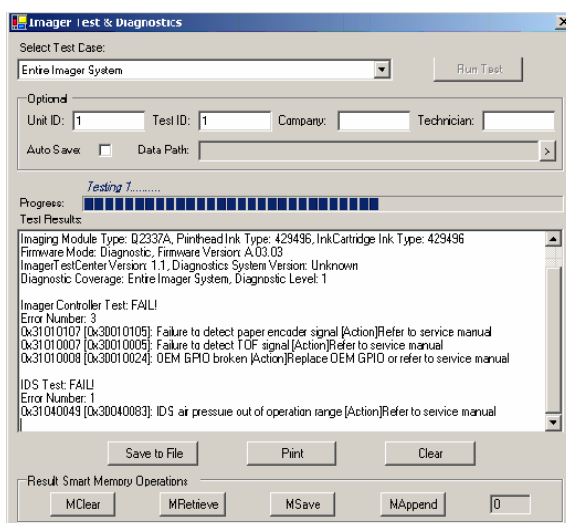 Imager Test & Diagnostics
Select Test Case:
Entire Imager System
Run Test
Optional
Unit ID: 1 Test ID: 1 Company: Technician:
Auto Save: Data Path: >
Testing 1..........
Progress:
Test Results:
Imaging Module Type: Q2337A, Printhead Ink Type: 429496, InkCartridge Ink Type: 429496
Firmware Mode: Diagnostic, Firmware Version: A.03.03
ImagerTestCenter Version: 1.1, Diagnostics System Version: Unknown
Diagnostic Coverage: Entire Imager System, Diagnostic Level: 1
Imager Controller Test: FAIL!
Error Number: 3
0x31010107 [0x3D010105]: Failure to detect paper encoder signal [Action]Refer to service manual
0x31010007 [0x3D010005]: Failure to detect TOF signal [Action]Refer to service manual
0x31010008 [0x3D010024]: OEM GPIO broken [Action]Replace OEM GPIO or refer to service manual
IDS Test: FAIL!
Error Number: 1
0x31040049 [0x3D040083]: IDS air pressure out of operation range [Action]Refer to service manual
Save to File Print Clear
Result Smart Memory Operations
MClear MRetrieve MSave MAppend 0